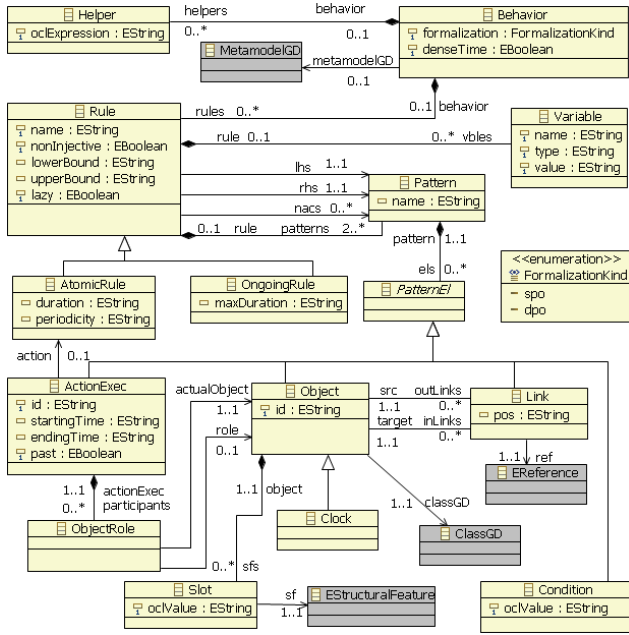 Helper
oclExpression : EString
helpers
0..*
behavior
0..1
Behavior
formalization : FormalizationKind
denseTime : EBoolean
MetamodelGD
metamodelGD
0..1
Rule
name : EString
nonInjective : EBoolean
lowerBound : EString
upperBound : EString
lazy : EBoolean
rules 0..*
0..1 behavior
rule 0..1
0..* vbles
Variable
name : EString
type : EString
value : EString
lhs 1..1
rhs 1..1
nacs 0..*
0..1 rule patterns 2..*
Pattern
name : EString
pattern 1..1
els 0..*
PatternEl
<<enumeration>>
FormalizationKind
spo
dpo
AtomicRule
duration : EString
periodicity : EString
OngoingRule
maxDuration : EString
action 0..1
ActionExec
id : EString
startingTime : EString
endingTime : EString
past : EBoolean
actualObject
1..1
role
0..1
Object
id : EString
src outLinks
1..1 0..*
target inLinks
1..1 0..*
Link
pos : EString
1..1 ref
EReference
1..1 actionExec
0..* participants
ObjectRole
1..1 object
0..* sfs
Clock
1..1 classGD
ClassGD
Slot
oclValue : EString
sf
1..1
EStructuralFeature
Condition
oclValue : EString